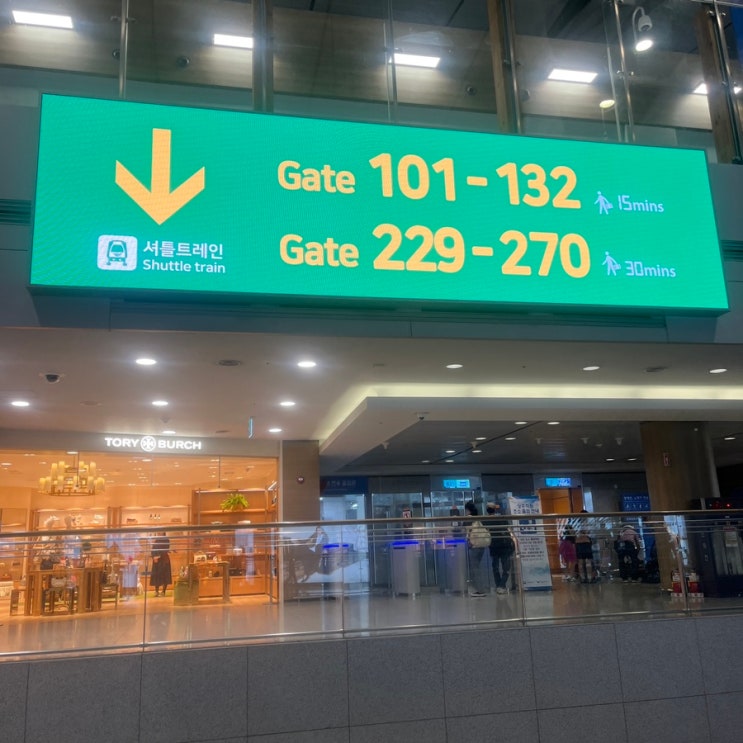 Gate 101-132 15mins
셔틀트레인
Shuttle train
Gate 229-270 30mins
TORY BURCH